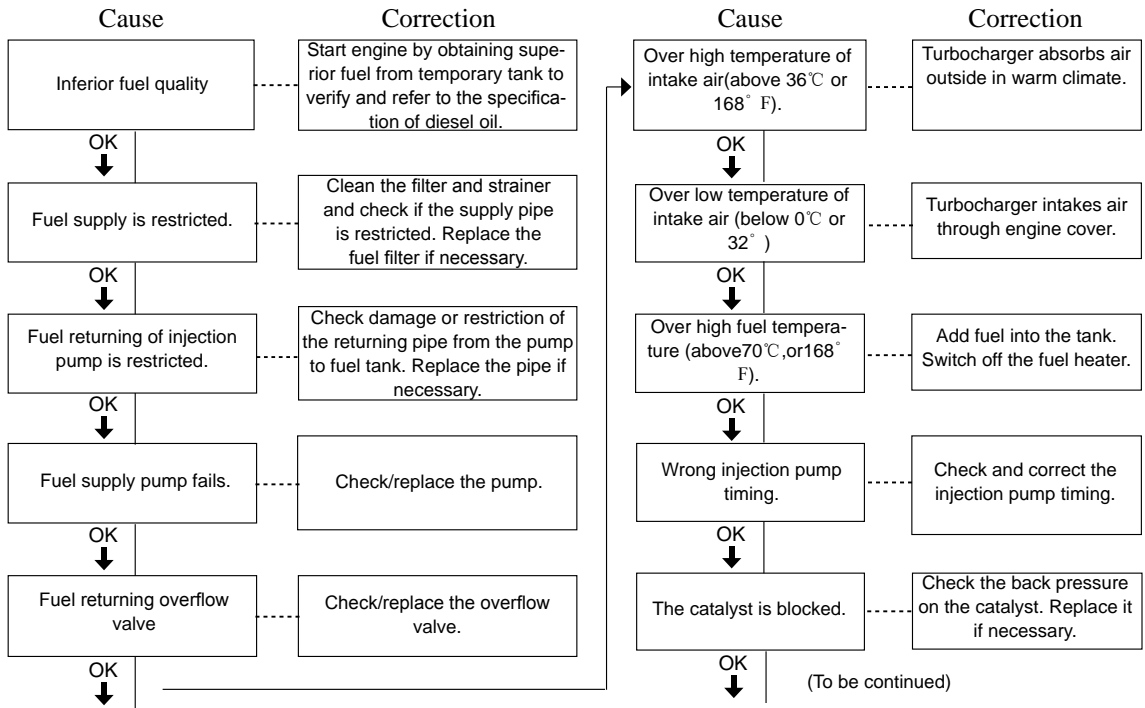 Cause
Correction
Inferior fuel quality
Start engine by obtaining supe-
rior fuel from temporary tank to
verify and refer to the specifica-
tion of diesel oil.
OK
Fuel supply is restricted.
Clean the filter and strainer
and check if the supply pipe
is restricted. Replace the
fuel filter if necessary.
OK
Fuel returning of injection
pump is restricted.
Check damage or restriction of
the returning pipe from the pump
to fuel tank. Replace the pipe if
necessary.
OK
Fuel supply pump fails.
Check/replace the pump.
OK
Fuel returning overflow
valve
Check/replace the overflow
valve.
OK
Cause
Correction
Over high temperature of
intake air(above 36℃ or
168° F).
Turbocharger absorbs air
outside in warm climate.
OK
Over low temperature of
intake air (below 0℃ or
32° )
Turbocharger intakes air
through engine cover.
OK
Over high fuel tempera-
ture (above70℃,or168°
F).
Add fuel into the tank.
Switch off the fuel heater.
OK
Wrong injection pump
timing.
Check and correct the
injection pump timing.
OK
The catalyst is blocked.
Check the back pressure
on the catalyst. Replace it
if necessary.
OK
(To be continued)